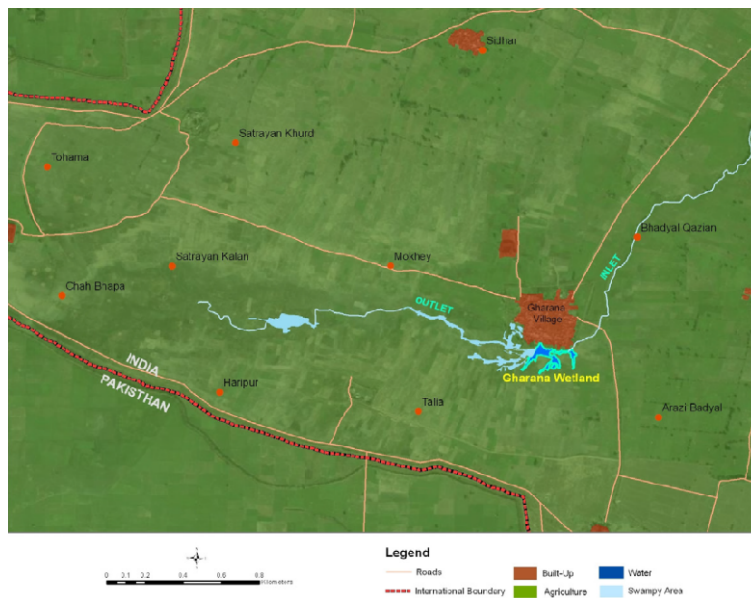 Sidhar
Satrayan Khurd
Tohama
Bhadyal Qazian
Satrayan Kalan
Mokhey
INLET
Chah Bhapa
OUTLET
Gharana
Village
INDIA
PAKISTHAN
Gharana Wetland
Haripur
Talia
Arazi Badyal
Legend
Roads
Built-Up
Water
International Boundary
Agriculture
Swampy Area
0 0.1 0.2 0.4 0.6 0.8
Kilometers